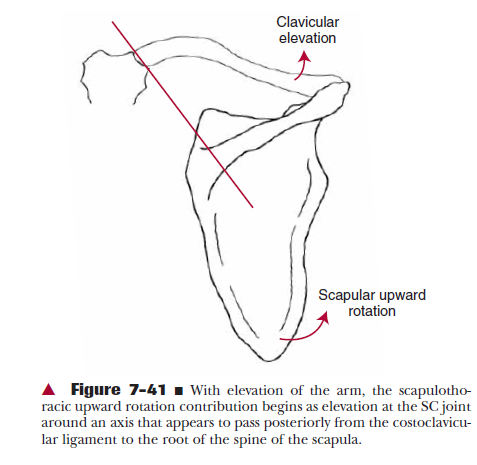 Clavicular
elevation
Scapular upward
rotation
▲ Figure 7-41 ■ With elevation of the arm, the scapulotho-
racic upward rotation contribution begins as elevation at the SC joint
around an axis that appears to pass posteriorly from the costoclavicu-
lar ligament to the root of the spine of the scapula.